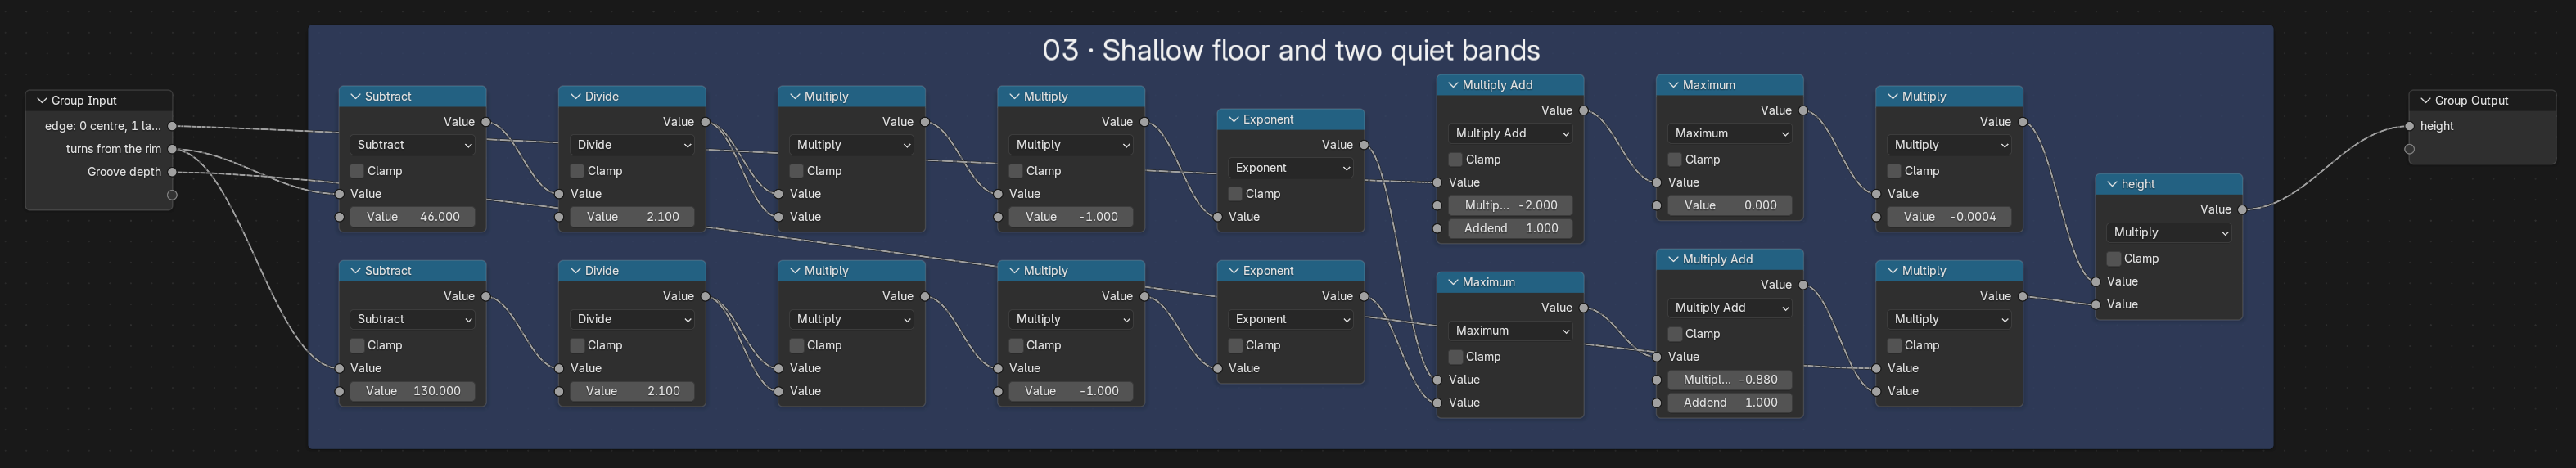 03 · Shallow floor and two quiet bands
Group Input
edge: 0 centre, 1 la...
turns from the rim
Groove depth
Subtract
Value
Subtract
Clamp
Value
Value 46.000
Divide
Value
Divide
Clamp
Value
Value 2.100
Multiply
Value
Multiply
Clamp
Value
Value
Multiply
Value
Multiply
Clamp
Value
Value -1.000
Exponent
Value
Exponent
Clamp
Value
Multiply Add
Value
Multiply Add
Clamp
Value
Multip... -2.000
Addend 1.000
Maximum
Value
Maximum
Clamp
Value
Value 0.000
Multiply
Value
Multiply
Clamp
Value
Value -0.0004
Subtract
Value
Subtract
Clamp
Value
Value 130.000
Divide
Value
Divide
Clamp
Value
Value 2.100
Multiply
Value
Multiply
Clamp
Value
Value
Multiply
Value
Multiply
Clamp
Value
Value -1.000
Exponent
Value
Exponent
Clamp
Value
Maximum
Value
Maximum
Clamp
Value
Value
Multiply Add
Value
Multiply Add
Clamp
Value
Multipl... -0.880
Addend 1.000
Multiply
Value
Multiply
Clamp
Value
Value
height
Value
Multiply
Clamp
Value
Value
Group Output
height